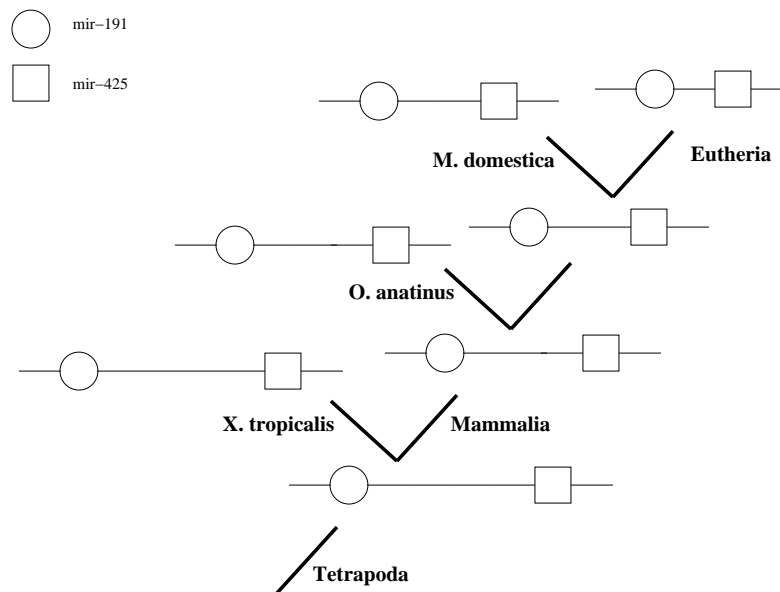 mir−191
mir−425
M. domestica
Eutheria
O. anatinus
X. tropicalis
Mammalia
Tetrapoda